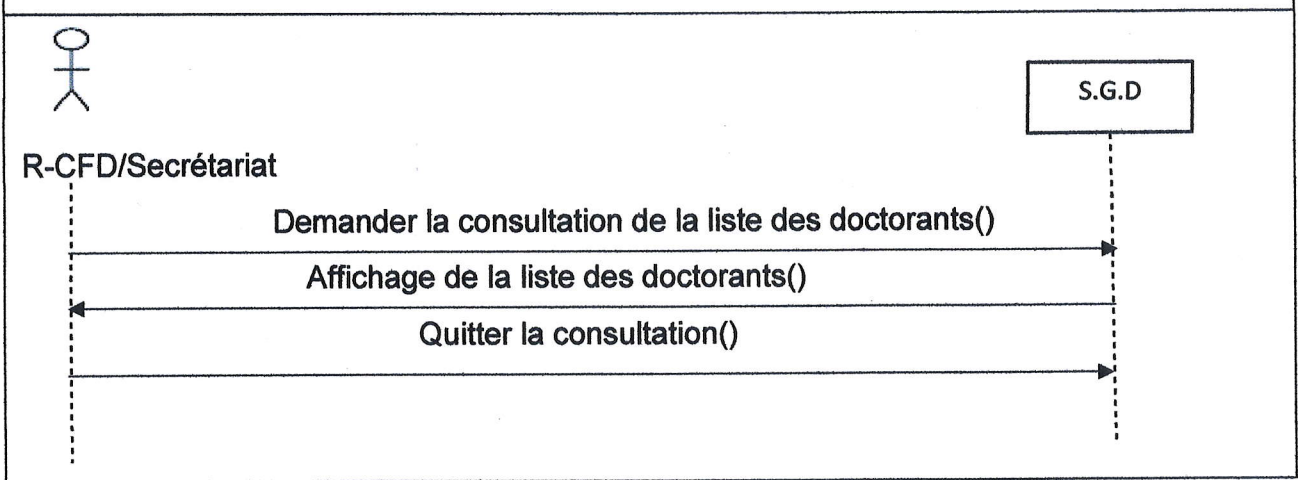 S.G.D
R-CFD/Secrétariat
Demander la consultation de la liste des doctorants()
Affichage de la liste des doctorants()
Quitter la consultation()